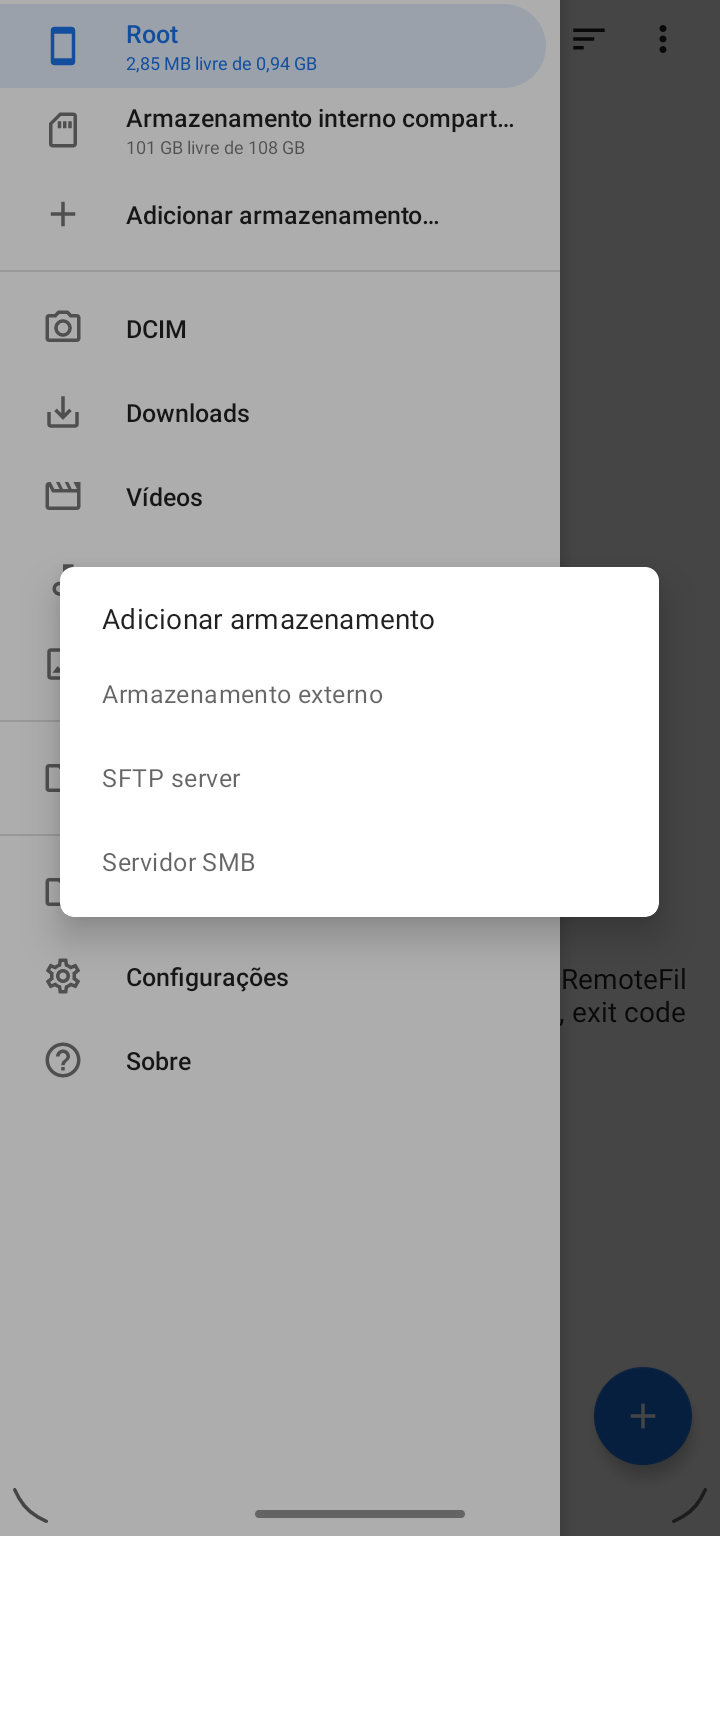 Root
2,85 MB livre de 0,94 GB
Armazenamento interno compart…
101 GB livre de 108 GB
Adicionar armazenamento…
DCIM
Downloads
Vídeos
Adicionar armazenamento
Armazenamento externo
SFTP server
Servidor SMB
Configurações
RemoteFil
, exit code
Sobre